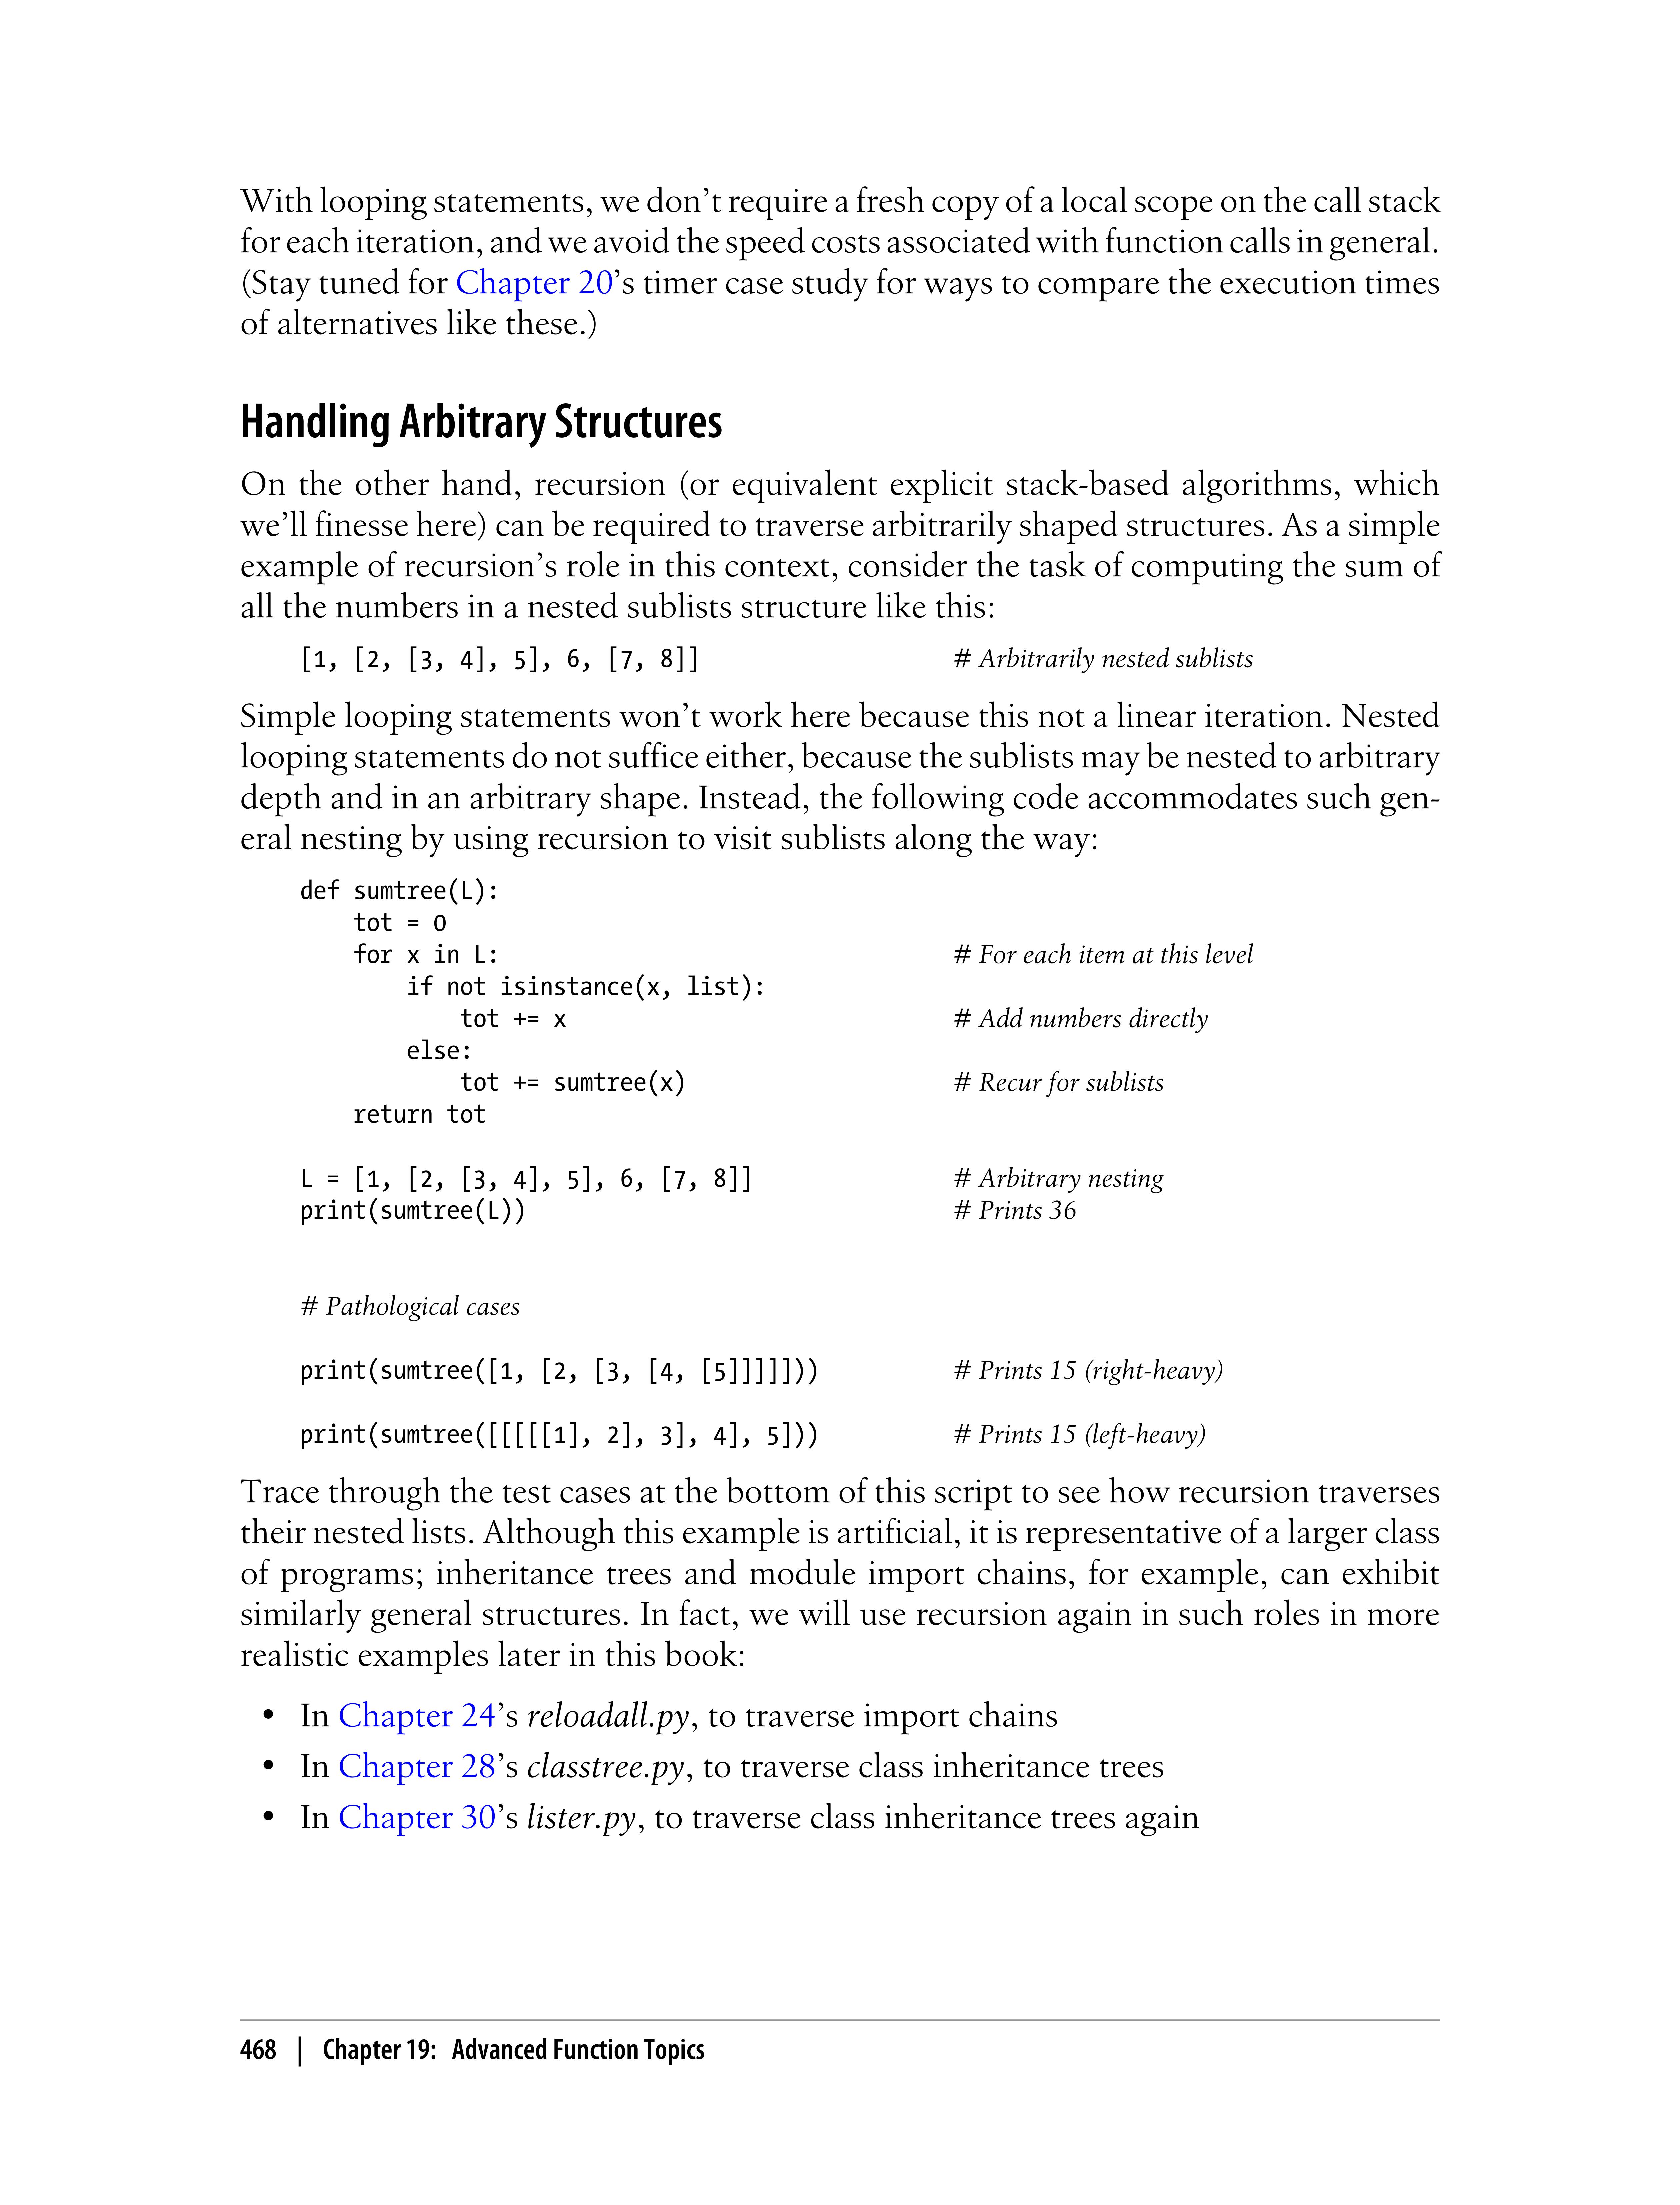 With looping statements, we don’t require a fresh copy of a local scope on the call stack
for each iteration, and we avoid the speed costs associated with function calls in general.
(Stay tuned for Chapter 20’s timer case study for ways to compare the execution times
of alternatives like these.)
Handling Arbitrary Structures
On the other hand, recursion (or equivalent explicit stack-based algorithms, which
we’ll finesse here) can be required to traverse arbitrarily shaped structures. As a simple
example of recursion’s role in this context, consider the task of computing the sum of
all the numbers in a nested sublists structure like this:
[1, [2, [3, 4], 5], 6, [7, 8]] # Arbitrarily nested sublists
Simple looping statements won’t work here because this not a linear iteration. Nested
looping statements do not suffice either, because the sublists may be nested to arbitrary
depth and in an arbitrary shape. Instead, the following code accommodates such gen-
eral nesting by using recursion to visit sublists along the way:
def sumtree(L):
    tot = 0
    for x in L: # For each item at this level
        if not isinstance(x, list):
            tot += x # Add numbers directly
        else:
            tot += sumtree(x) # Recur for sublists
    return tot
L = [1, [2, [3, 4], 5], 6, [7, 8]] # Arbitrary nesting
print(sumtree(L)) # Prints 36
# Pathological cases
print(sumtree([1, [2, [3, [4, [5]]]]])) # Prints 15 (right-heavy)
print(sumtree([[[[[1], 2], 3], 4], 5])) # Prints 15 (left-heavy)
Trace through the test cases at the bottom of this script to see how recursion traverses
their nested lists. Although this example is artificial, it is representative of a larger class
of programs; inheritance trees and module import chains, for example, can exhibit
similarly general structures. In fact, we will use recursion again in such roles in more
realistic examples later in this book:
• In Chapter 24’s reloadall.py, to traverse import chains
• In Chapter 28’s classtree.py, to traverse class inheritance trees
• In Chapter 30’s lister.py, to traverse class inheritance trees again
468 | Chapter 19: Advanced Function Topics